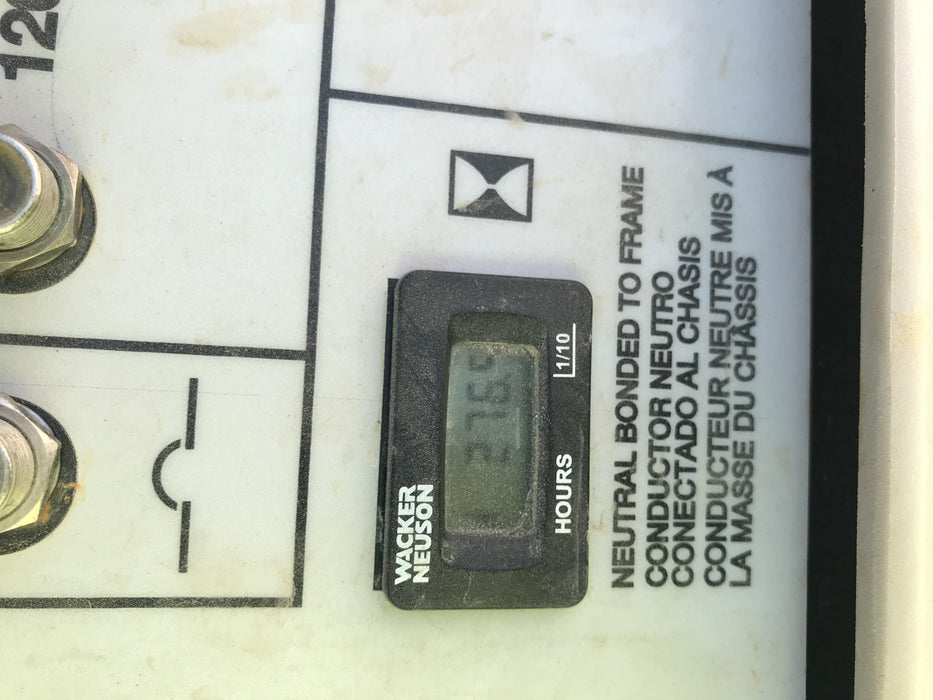 120
WACKER
NEUSON
HOURS
1/10
NEUTRAL BONDED TO FRAME
CONDUCTOR NEUTRO
CONECTADO AL CHASIS
CONDUCTEUR NEUTRE MIS À
LA MASSE DU CHÂSSIS